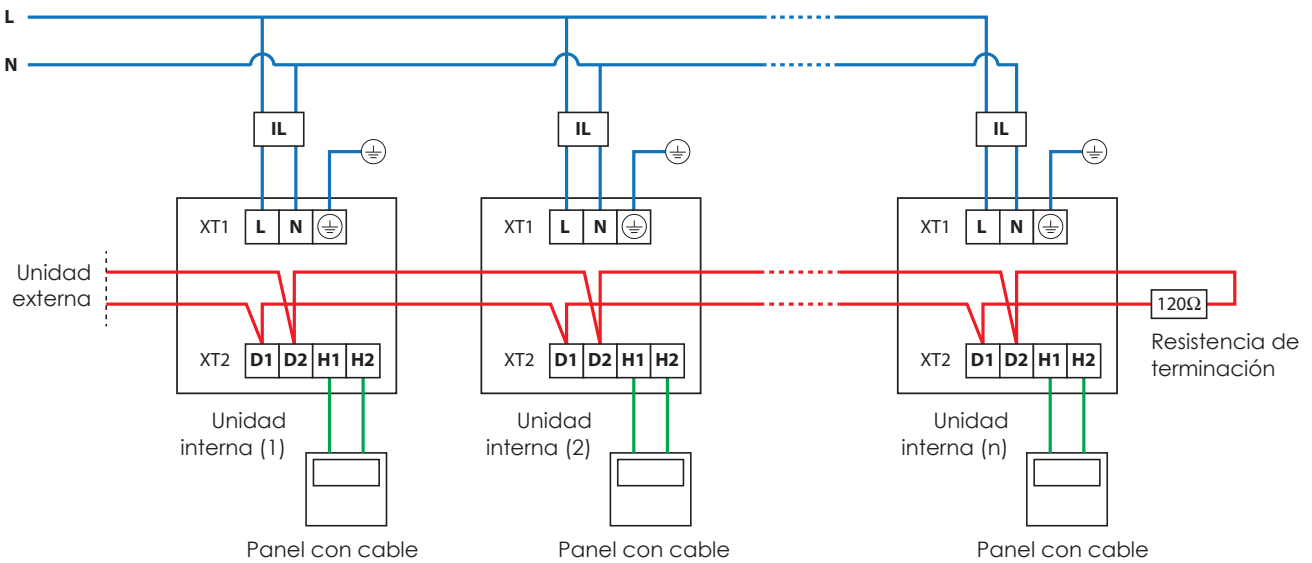 L
N
IL
IL
IL
XT1 L N
XT1 L N
XT1 L N
Unidad
externa
120Ω
Resistencia de
terminación
XT2 D1 D2 H1 H2
XT2 D1 D2 H1 H2
XT2 D1 D2 H1 H2
Unidad
interna (1)
Unidad
interna (2)
Unidad
interna (n)
Panel con cable
Panel con cable
Panel con cable